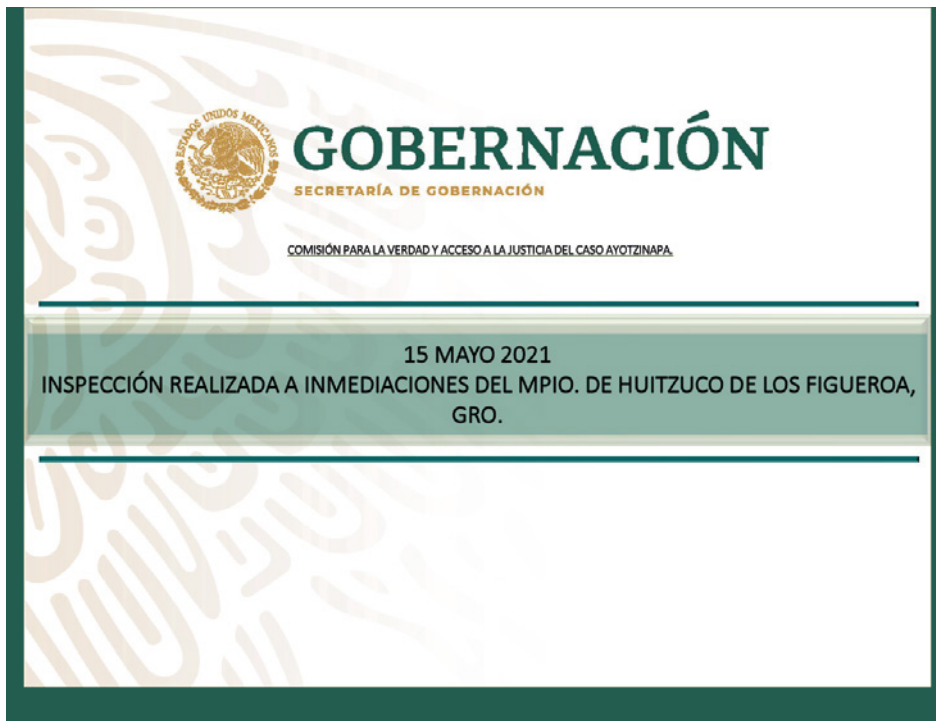 ESTADOS UNIDOS MEXICANOS
GOBERNACIÓN
SECRETARÍA DE GOBERNACIÓN
COMISIÓN PARA LA VERDAD Y ACCESO A LA JUSTICIA DEL CASO AYOTZINAPA.
15 MAYO 2021
INSPECCIÓN REALIZADA A INMEDIACIONES DEL MPIO. DE HUITZUCO DE LOS FIGUEROA,
GRO.